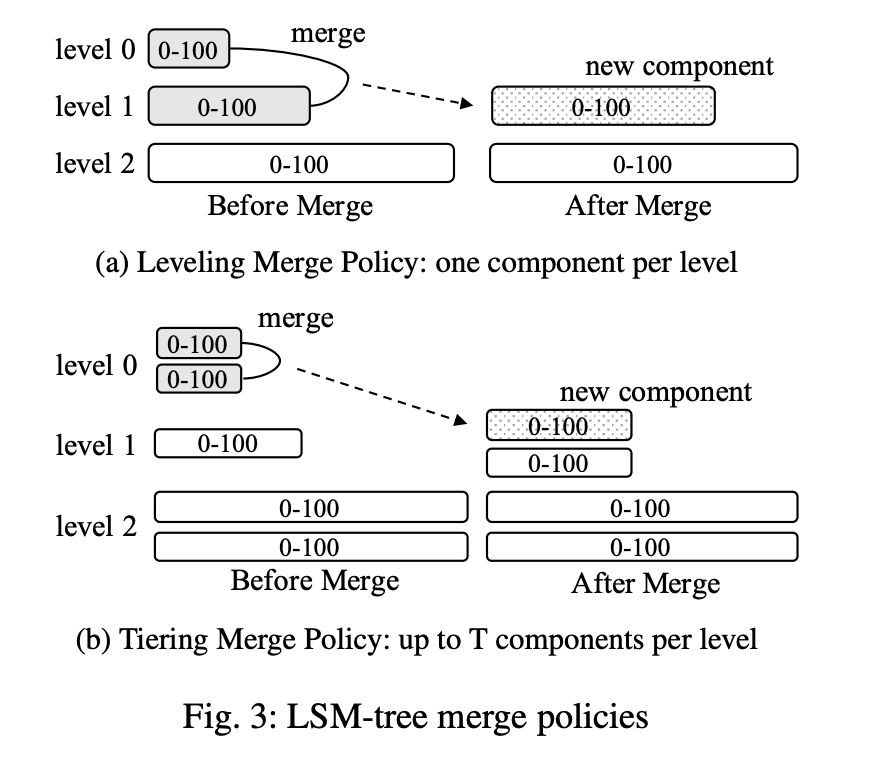 merge
level 0 0-100
new component
level 1 0-100 0-100
level 2 0-100 0-100
Before Merge After Merge
(a) Leveling Merge Policy: one component per level
merge
0-100
level 0
0-100
new component
0-100
level 1 0-100
0-100
0-100 0-100
level 2
0-100 0-100
Before Merge After Merge
(b) Tiering Merge Policy: up to T components per level
Fig. 3: LSM-tree merge policies